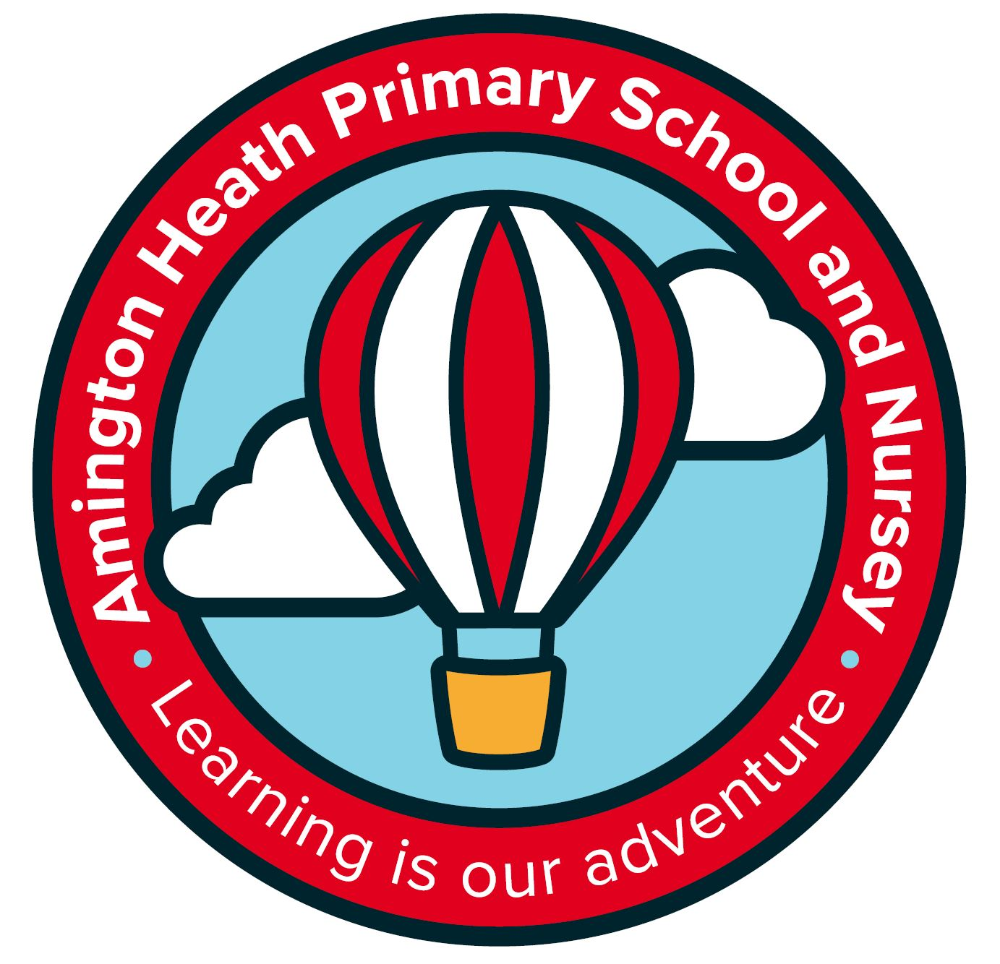 Amington Heath Primary School and Nursery
Learning is our adventure